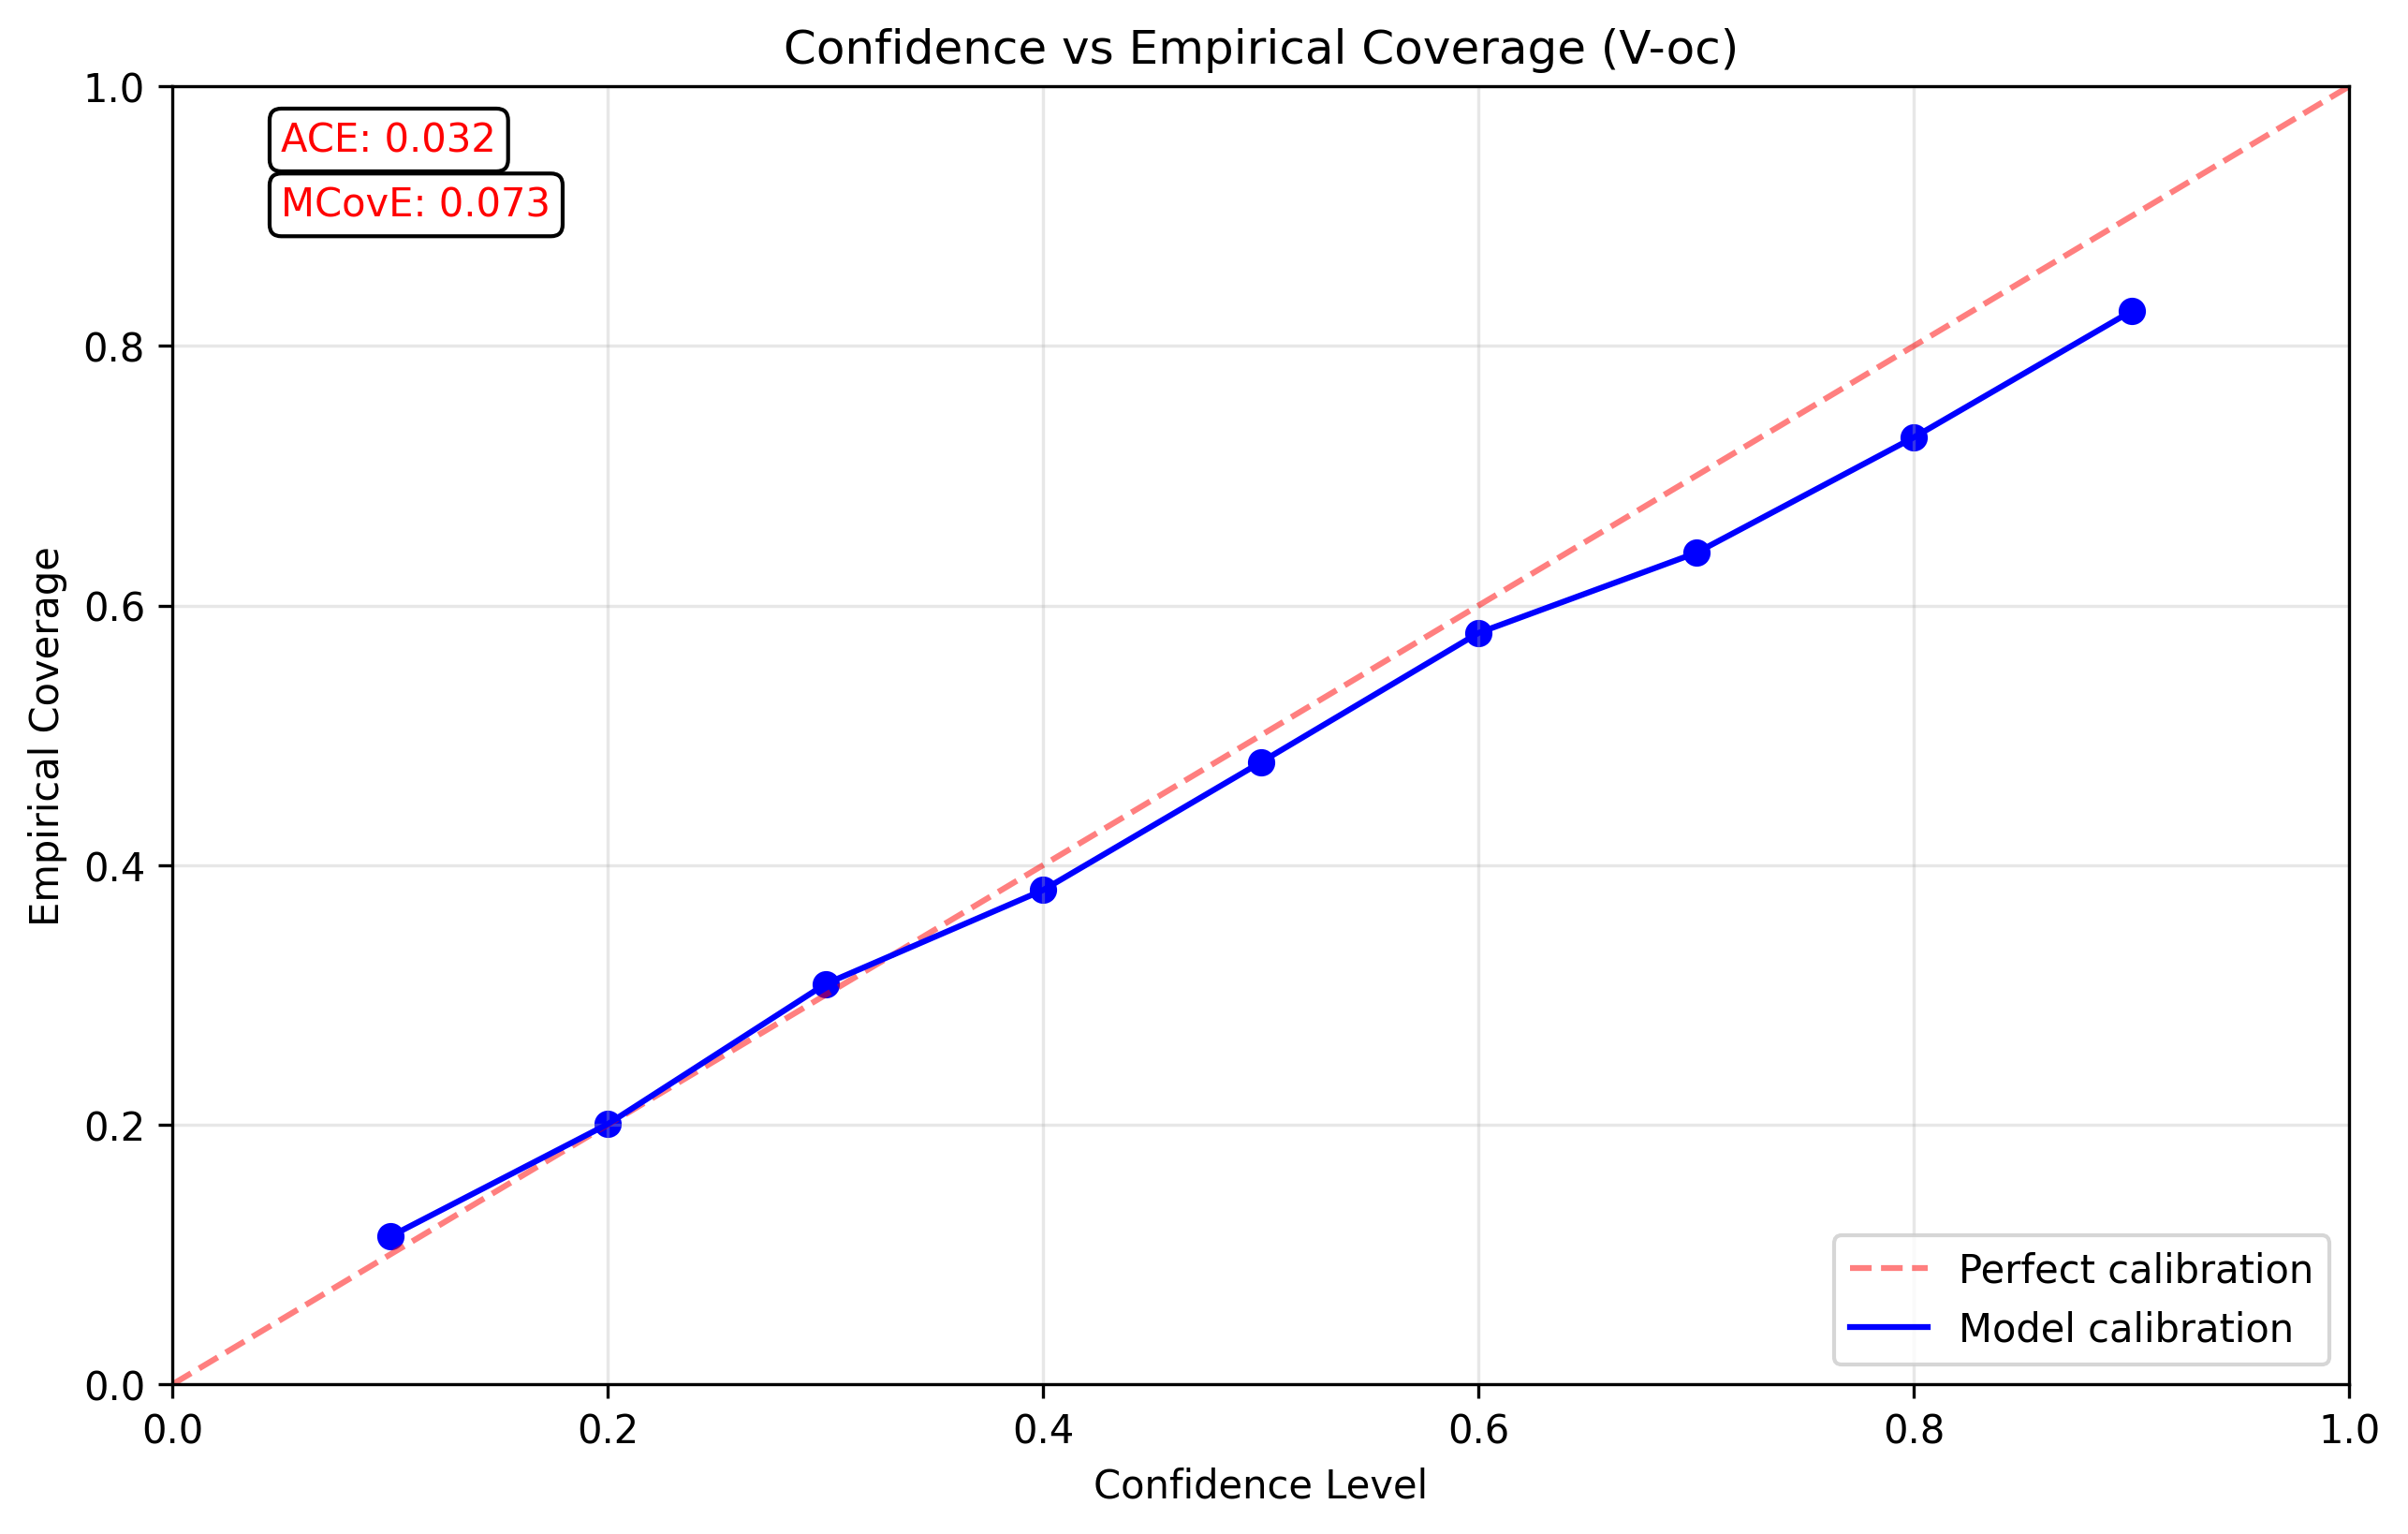 Confidence vs Empirical Coverage (V-oc)
ACE: 0.032
MCovE: 0.073
1.0
0.8
0.6
0.4
0.2
0.0
Empirical Coverage
Perfect calibration
Model calibration
0.0 0.2 0.4 0.6 0.8 1.0
Confidence Level